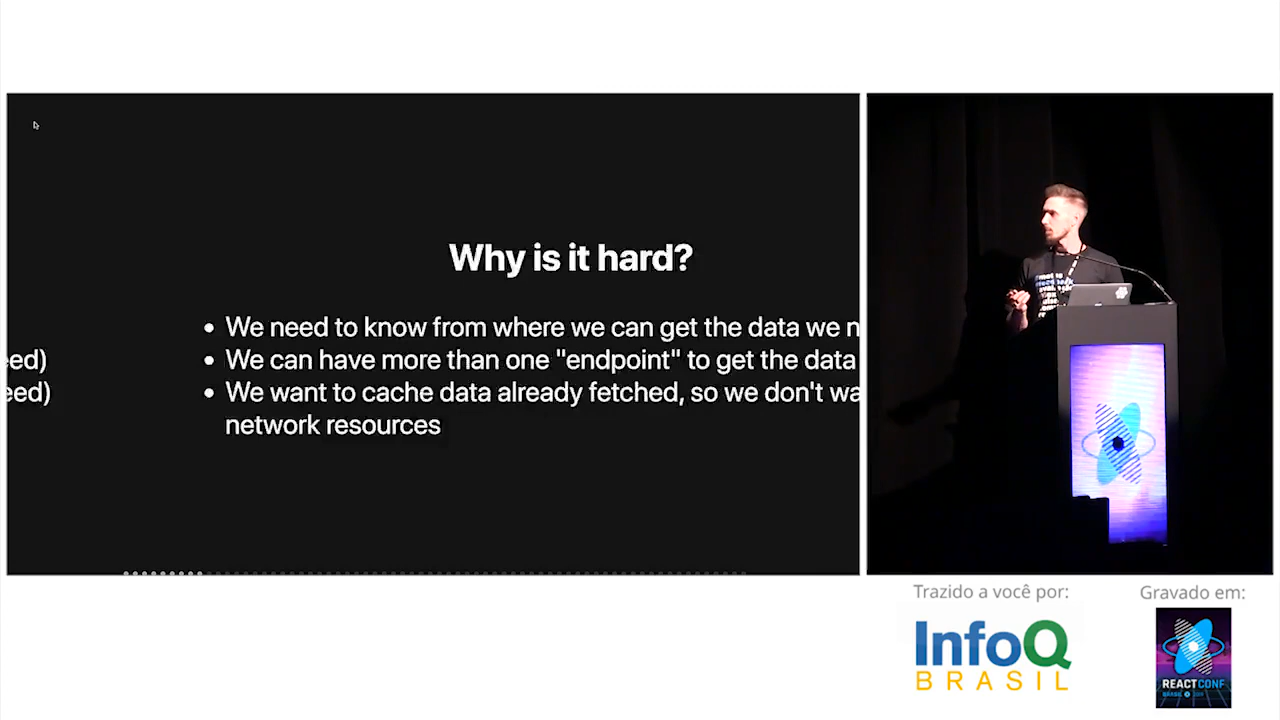 Why is it hard?
• We need to know from where we can get the data we n
eed)
• We can have more than one "endpoint" to get the data
eed)
• We want to cache data already fetched, so we don't wa
network resources
Trazido a você por:
Gravado em:
InfoQ
BRASIL
REACTCONF
BRASIL